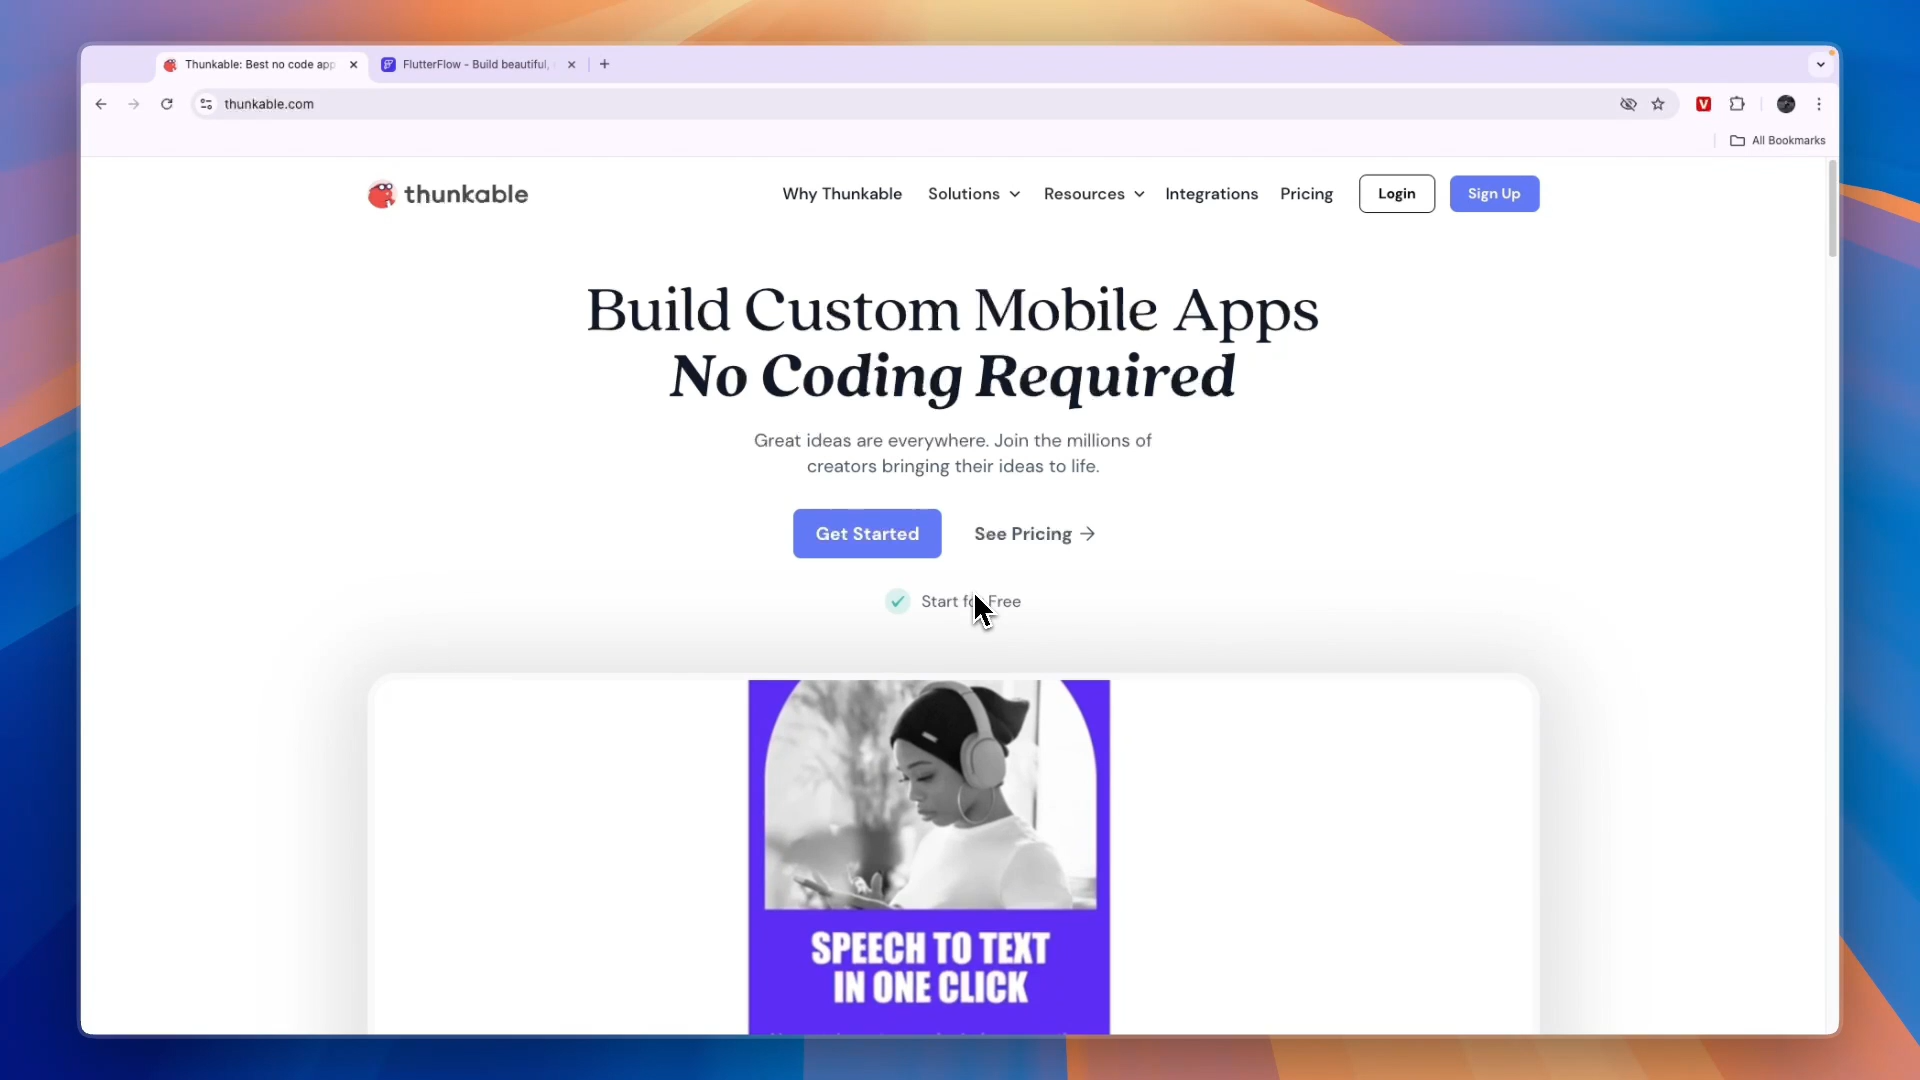 Thunkable: Best no code app
FlutterFlow - Build beautiful,
thunkable.com
All Bookmarks
thunkable
Why Thunkable
Solutions
Resources
Integrations
Pricing
Login
Sign Up
Build Custom Mobile Apps
No Coding Required
Great ideas are everywhere. Join the millions of
creators bringing their ideas to life.
Get Started
See Pricing →
Start for Free
SPEECH TO TEXT
IN ONE CLICK